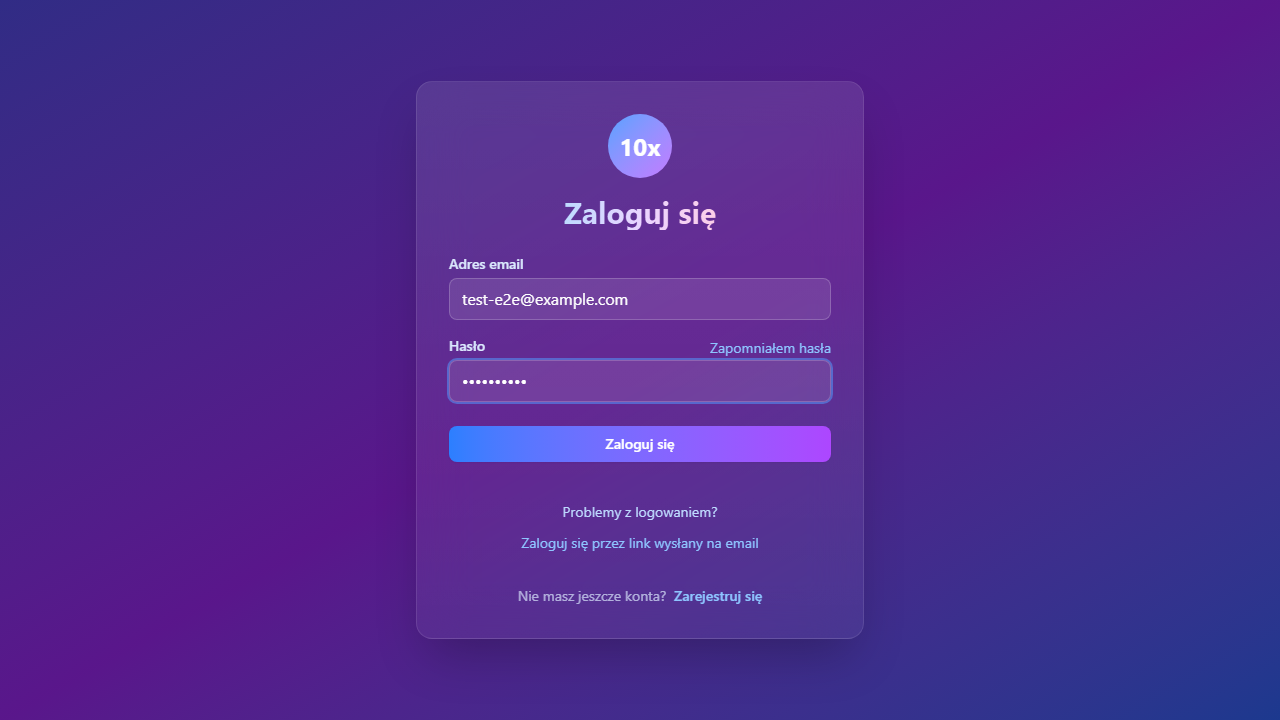 10x
Zaloguj się
Adres email
test-e2e@example.com
Hasło Zapomniałem hasła
••••••••••
Zaloguj się
Problemy z logowaniem?
Zaloguj się przez link wysłany na email
Nie masz jeszcze konta? Zarejestruj się